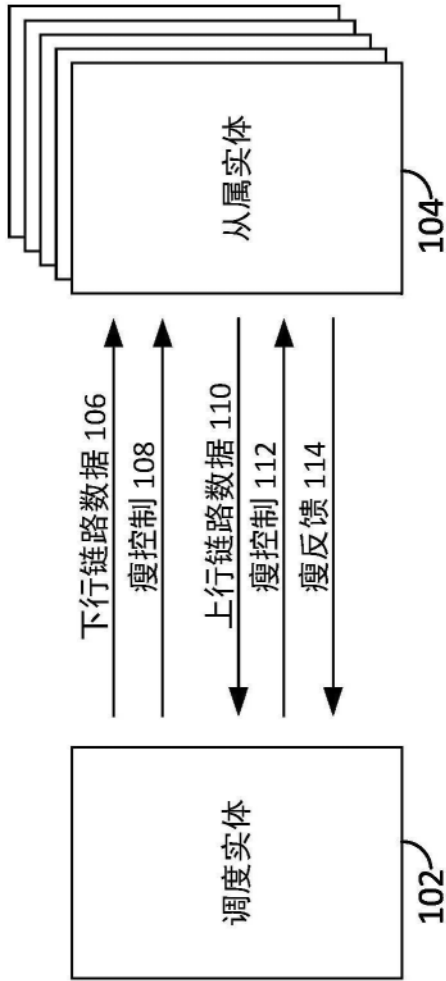 调度实体
102
下行链路数据 106
瘦控制 108
上行链路数据 110
瘦控制 112
瘦反馈 114
从属实体
104